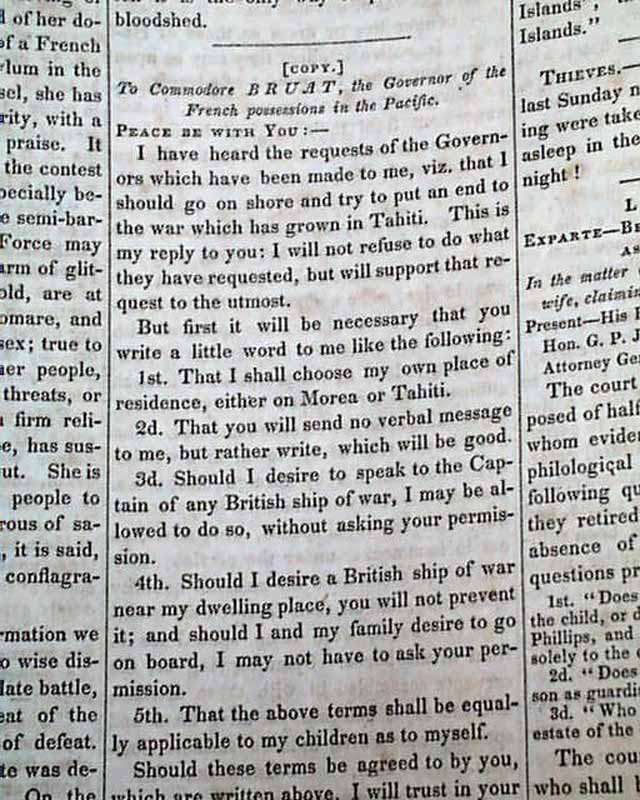 of her do-
of a French
lum in the
sel, she has
rity, with a
praise. It
the contest
pecially be-
e semi-bar-
Force may
arm of glit-
old, are at
omare, and
sex; true to
her people,
threats, or
firm reli-
e, has sus-
ut. She is
people to
rous of sa-
, it is said,
conflagra-
rmation we
o wise dis-
late battle,
eat of the
of defeat.
te was de-
On the
bloodshed.
[COPY.]
To Commodore BRUAT, the Governor of the
French possessions in the Pacific.
PEACE BE WITH YOU:—
I have heard the requests of the Govern-
ors which have been made to me, viz. that I
should go on shore and try to put an end to
the war which has grown in Tahiti. This is
my reply to you: I will not refuse to do what
they have requested, but will support that re-
quest to the utmost.
But first it will be necessary that you
write a little word to me like the following:
1st. That I shall choose my own place of
residence, either on Morea or Tahiti.
2d. That you will send no verbal message
to me, but rather write, which will be good.
3d. Should I desire to speak to the Cap-
tain of any British ship of war, I may be al-
lowed to do so, without asking your permis-
sion.
4th. Should I desire a British ship of war
near my dwelling place, you will not prevent
it; and should I and my family desire to go
on board, I may not have to ask your per-
mission.
5th. That the above terms shall be equal-
ly applicable to my children as to myself.
Should these terms be agreed to by you,
which are written above, I will trust in your
Islands",
Islands."
THIEVES.—
last Sunday n
ing were take
asleep in the
night!
L
EXPARTE—BE
AS
In the matter
wife, claimin
Present—His
Hon. G. P. J
Attorney Ge
The court
posed of half
whom evide
philological
following qu
they retired
absence of
questions pr
1st. "Does
the child, or d
Phillips, and
solely to the
2d. "Does
son as guardi
3d. "Who
estate of the
The cou
who shall